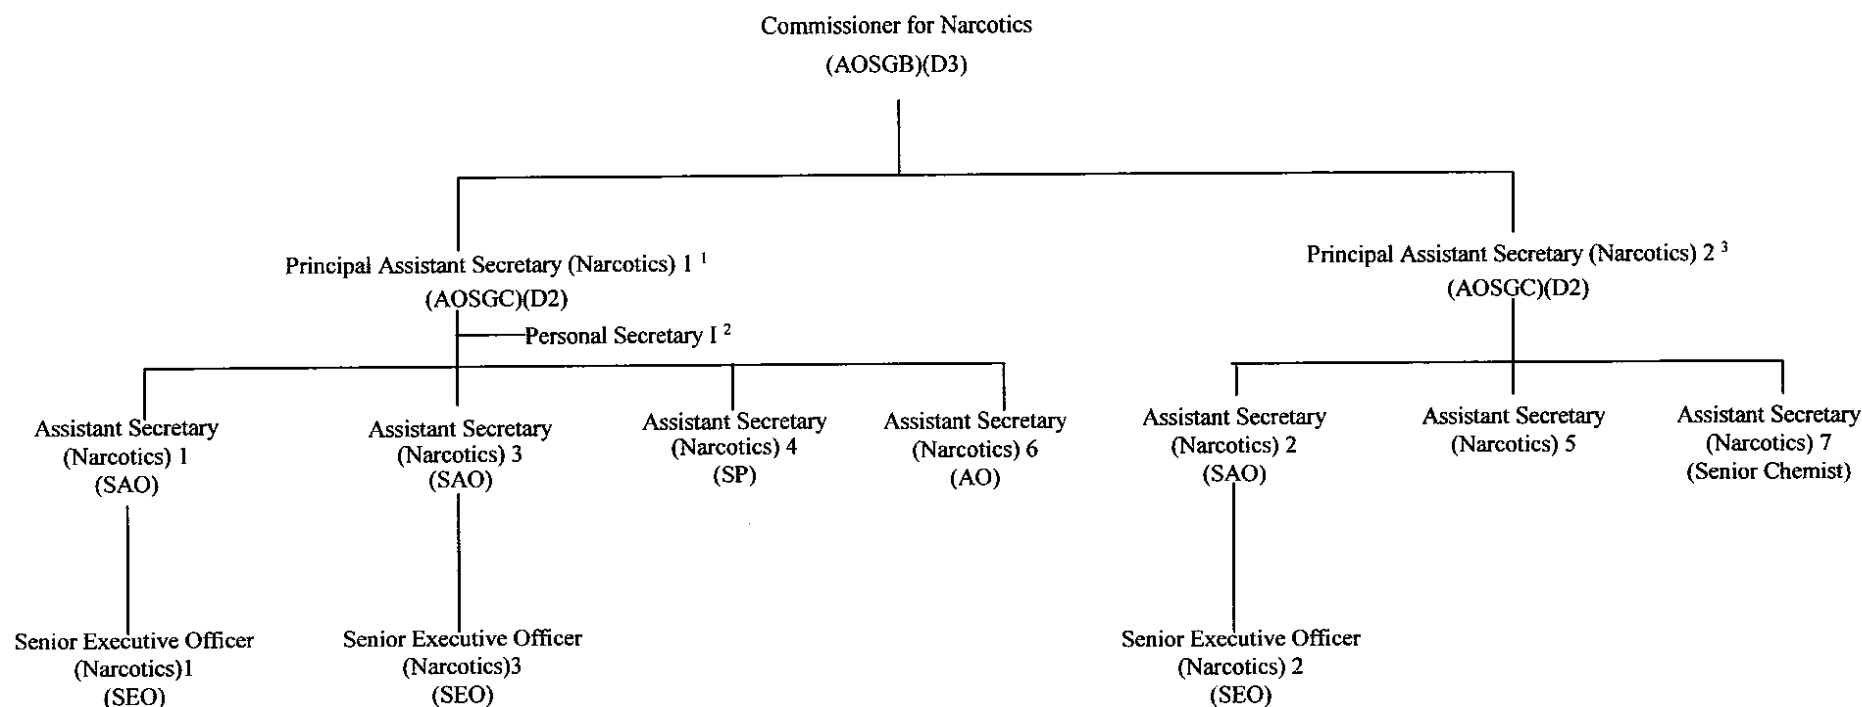 Commissioner for Narcotics
(AOSGB)(D3)
Principal Assistant Secretary (Narcotics) 1 ¹
(AOSGC)(D2)
Personal Secretary I ²
Principal Assistant Secretary (Narcotics) 2 ³
(AOSGC)(D2)
Assistant Secretary
(Narcotics) 1
(SAO)
Assistant Secretary
(Narcotics) 3
(SAO)
Assistant Secretary
(Narcotics) 4
(SP)
Assistant Secretary
(Narcotics) 6
(AO)
Assistant Secretary
(Narcotics) 2
(SAO)
Assistant Secretary
(Narcotics) 5
Assistant Secretary
(Narcotics) 7
(Senior Chemist)
Senior Executive Officer
(Narcotics)1
(SEO)
Senior Executive Officer
(Narcotics)3
(SEO)
Senior Executive Officer
(Narcotics) 2
(SEO)